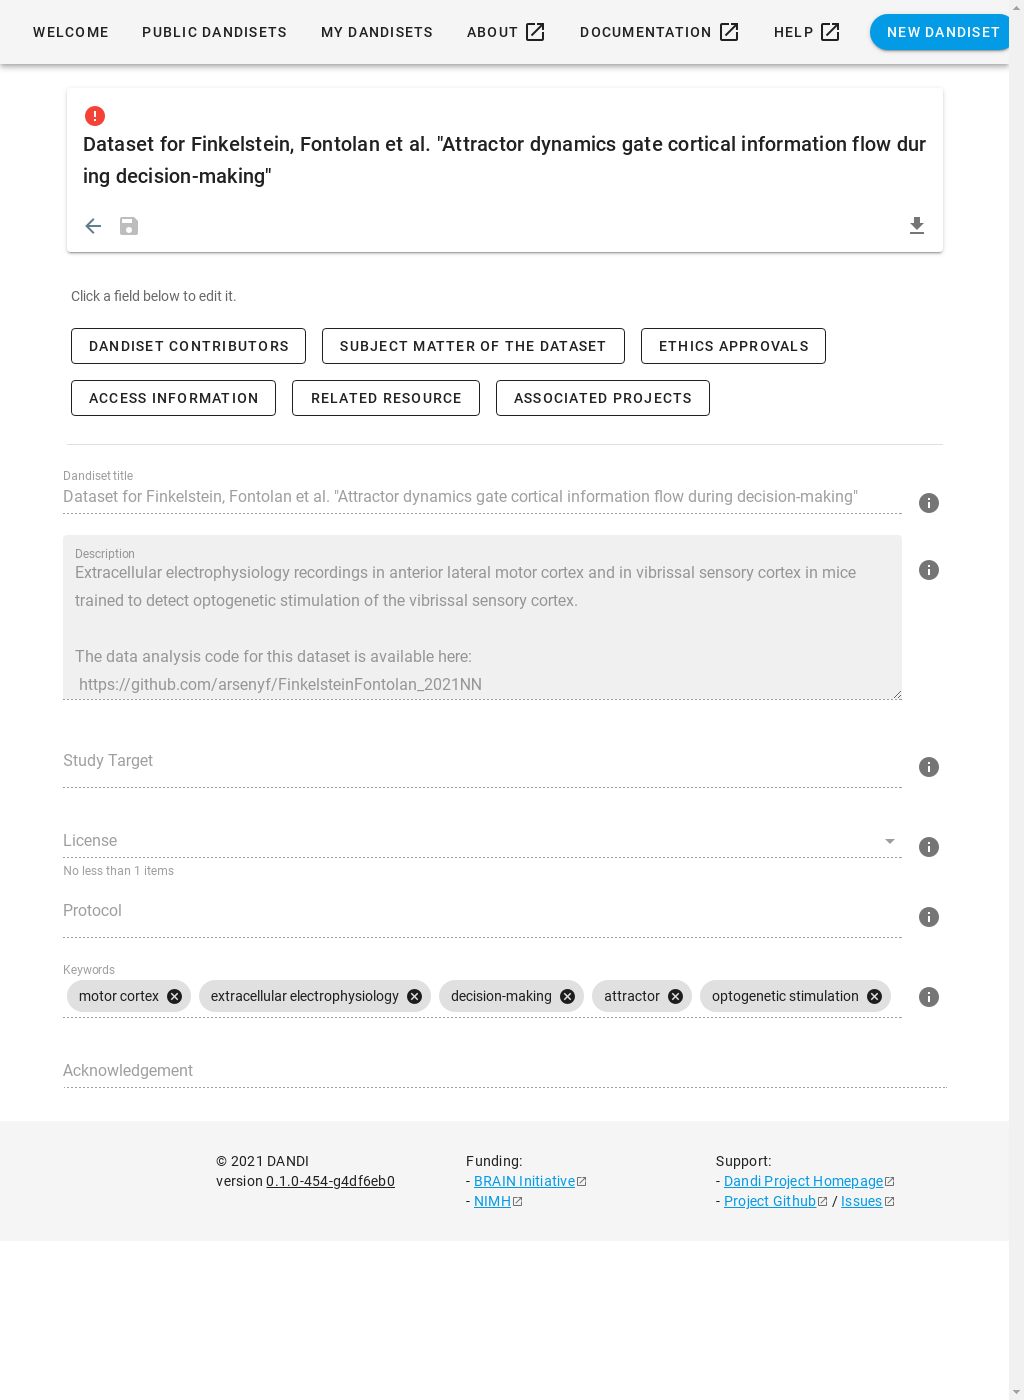 WELCOME PUBLIC DANDISETS MY DANDISETS ABOUT DOCUMENTATION HELP NEW DANDISET
Dataset for Finkelstein, Fontolan et al. "Attractor dynamics gate cortical information flow dur
ing decision-making"
Click a field below to edit it.
DANDISET CONTRIBUTORS SUBJECT MATTER OF THE DATASET ETHICS APPROVALS
ACCESS INFORMATION RELATED RESOURCE ASSOCIATED PROJECTS
Dandiset title
Dataset for Finkelstein, Fontolan et al. "Attractor dynamics gate cortical information flow during decision-making"
Description
Extracellular electrophysiology recordings in anterior lateral motor cortex and in vibrissal sensory cortex in mice
trained to detect optogenetic stimulation of the vibrissal sensory cortex.
The data analysis code for this dataset is available here:
https://github.com/arsenyf/FinkelsteinFontolan_2021NN
Study Target
License
No less than 1 items
Protocol
Keywords
motor cortex extracellular electrophysiology decision-making attractor optogenetic stimulation
Acknowledgement
© 2021 DANDI Funding: Support:
version 0.1.0-454-g4df6eb0 - BRAIN Initiative - Dandi Project Homepage
- NIMH - Project Github / Issues